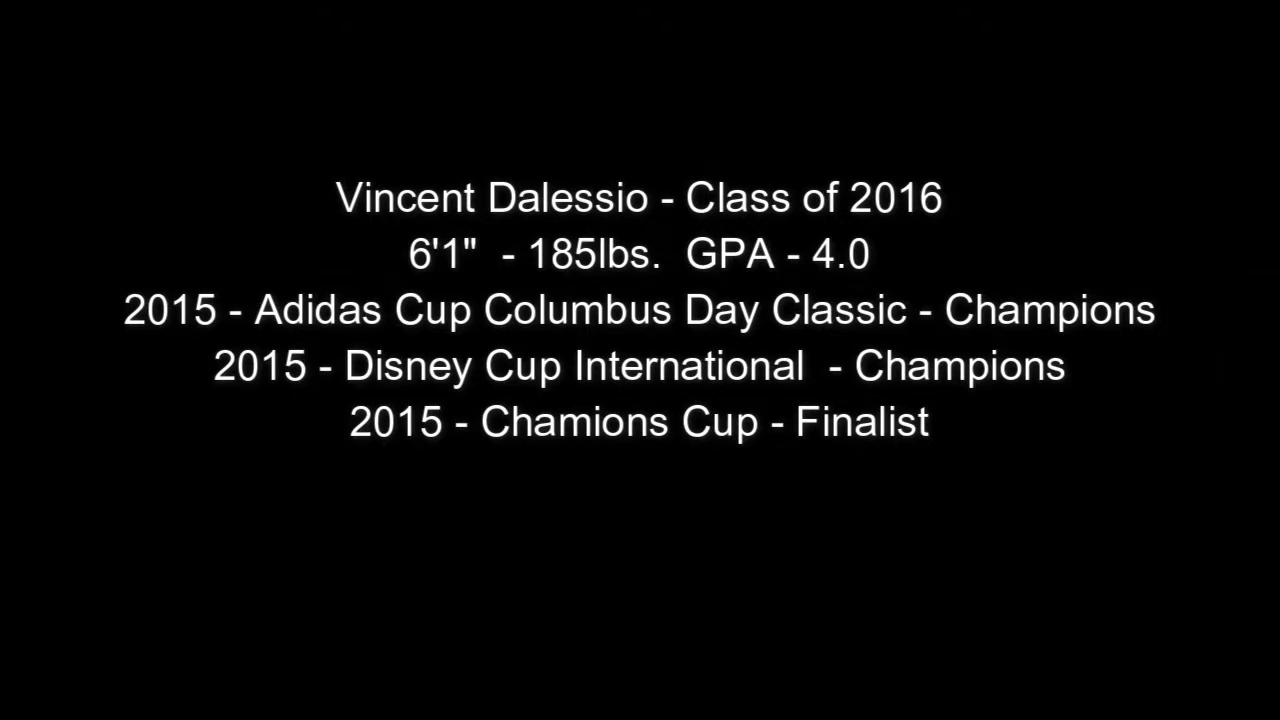 Vincent Dalessio - Class of 2016
6'1"  - 185lbs.  GPA - 4.0
2015 - Adidas Cup Columbus Day Classic - Champions
2015 - Disney Cup International  - Champions
2015 - Chamions Cup - Finalist